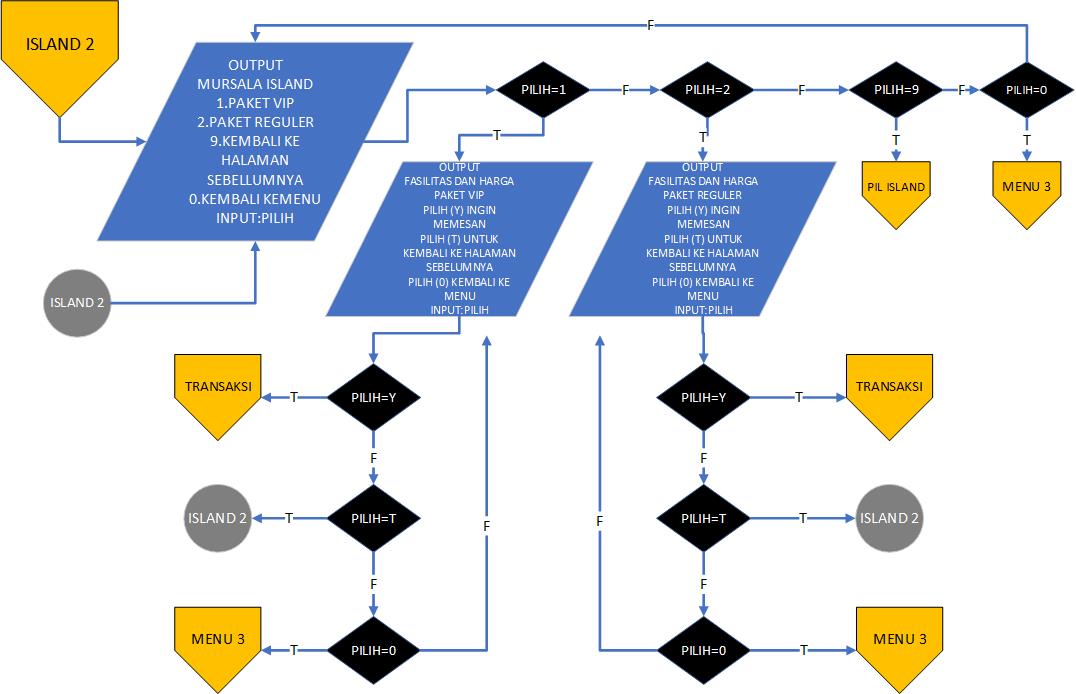 ISLAND 2
F
OUTPUT
MURSALA ISLAND
1.PAKET VIP
2.PAKET REGULER
9.KEMBALI KE
HALAMAN
SEBELLUMNYA
0.KEMBALI KEMENU
INPUT:PILIH
PILIH=1
F
PILIH=2
F
PILIH=9
F
PILIH=0
T
T
T
T
PIL ISLAND
MENU 3
OUTPUT
FASILITAS DAN HARGA
PAKET VIP
PILIH (Y) INGIN
MEMESAN
PILIH (T) UNTUK
KEMBALI KE HALAMAN
SEBELUMNYA
PILIH (0) KEMBALI KE
MENU
INPUT:PILIH
OUTPUT
FASILITAS DAN HARGA
PAKET REGULER
PILIH (Y) INGIN
MEMESAN
PILIH (T) UNTUK
KEMBALI KE HALAMAN
SEBELUMNYA
PILIH (0) KEMBALI KE
MENU
INPUT:PILIH
ISLAND 2
TRANSAKSI
T
PILIH=Y
PILIH=Y
T
TRANSAKSI
F
F
ISLAND 2
T
PILIH=T
F
F
PILIH=T
T
ISLAND 2
F
F
MENU 3
T
PILIH=0
PILIH=0
T
MENU 3